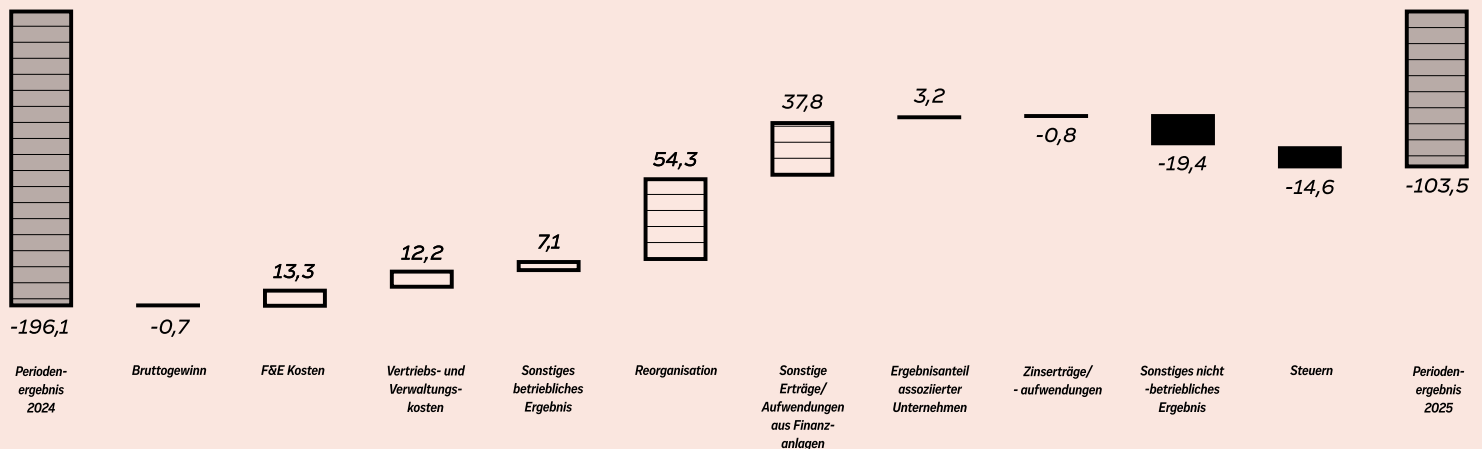 37,8
3,2
54,3
-0,8
-19,4
-14,6
-103,5
7,1
12,2
13,3
-196,1
-0,7
Perioden-
ergebnis
2024
Bruttogewinn
F&E Kosten
Vertriebs- und
Verwaltungs-
kosten
Sonstiges
betriebliches
Ergebnis
Reorganisation
Sonstige
Erträge/
Aufwendungen
aus Finanz-
anlagen
Ergebnisanteil
assoziierter
Unternehmen
Zinserträge/
- aufwendungen
Sonstiges nicht
-betriebliches
Ergebnis
Steuern
Perioden-
ergebnis
2025